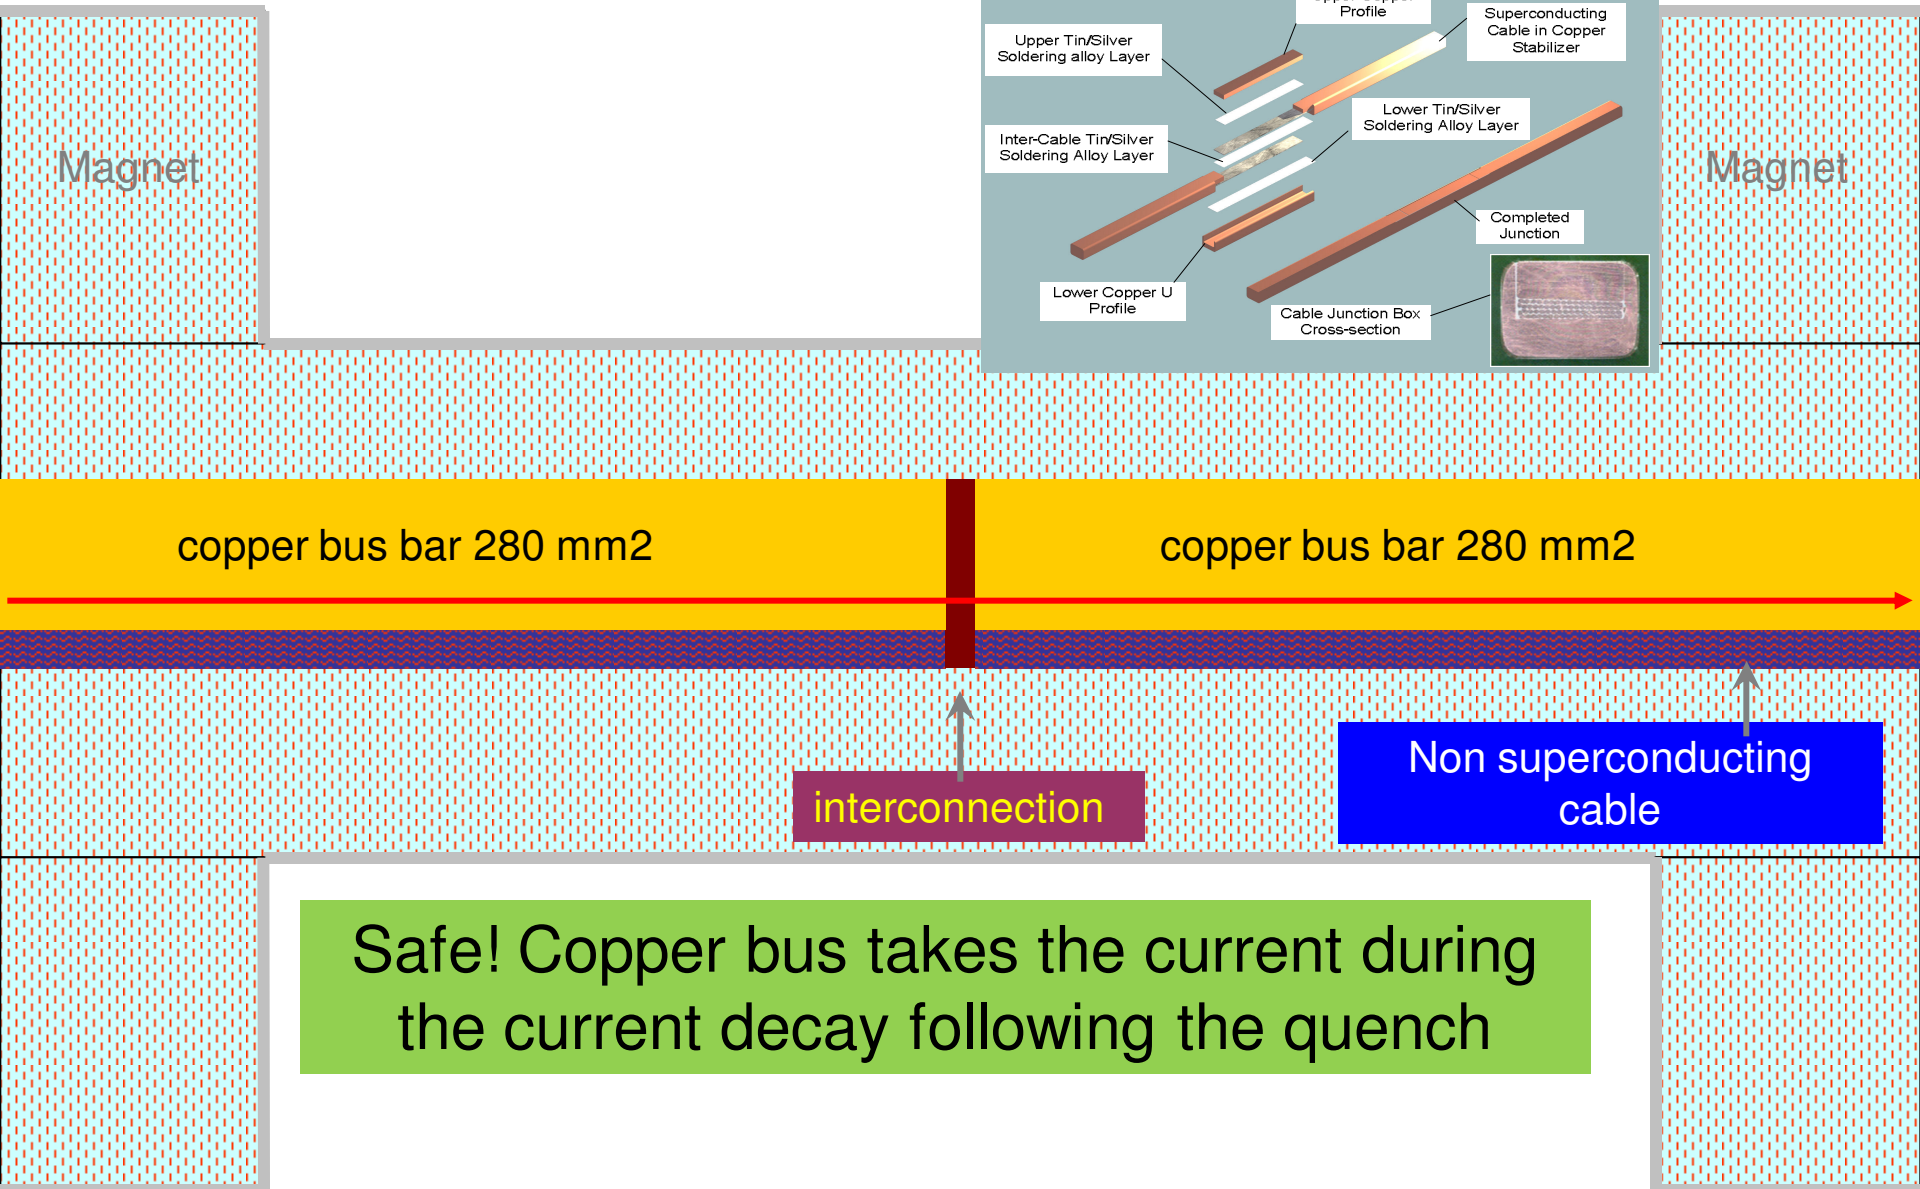 Profile
Superconducting
Cable in Copper
Stabilizer
Upper Tin/Silver
Soldering alloy Layer
Lower Tin/Silver
Soldering Alloy Layer
Inter-Cable Tin/Silver
Soldering Alloy Layer
Magnet
Magnet
Completed
Junction
Lower Copper U
Profile
Cable Junction Box
Cross-section
copper bus bar 280 mm2
copper bus bar 280 mm2
Non superconducting
cable
interconnection
Safe! Copper bus takes the current during
the current decay following the quench